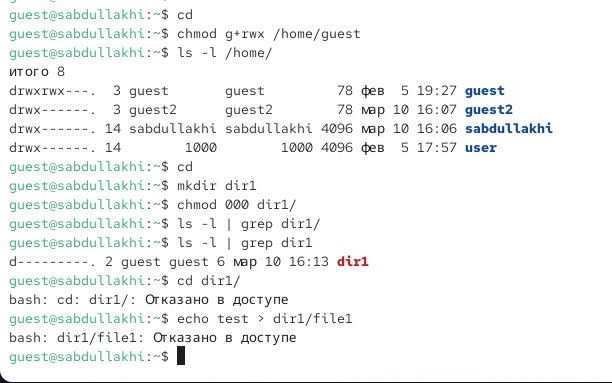 guest@sabdullakhi:~$ cd
guest@sabdullakhi:~$ chmod g+rwx /home/guest
guest@sabdullakhi:~$ ls -l /home/
итого 8
drwxrwx---.  3 guest       guest         78 фев  5 19:27 guest
drwx------.  3 guest2      guest2        78 мар 10 16:07 guest2
drwx------. 14 sabdullakhi sabdullakhi 4096 мар 10 16:06 sabdullakhi
drwx------. 14        1000        1000 4096 фев  5 17:57 user
guest@sabdullakhi:~$ cd
guest@sabdullakhi:~$ mkdir dir1
guest@sabdullakhi:~$ chmod 000 dir1/
guest@sabdullakhi:~$ ls -l | grep dir1/
guest@sabdullakhi:~$ ls -l | grep dir1
d---------. 2 guest guest 6 мар 10 16:13 dir1
guest@sabdullakhi:~$ cd dir1/
bash: cd: dir1/: Отказано в доступе
guest@sabdullakhi:~$ echo test > dir1/file1
bash: dir1/file1: Отказано в доступе
guest@sabdullakhi:~$